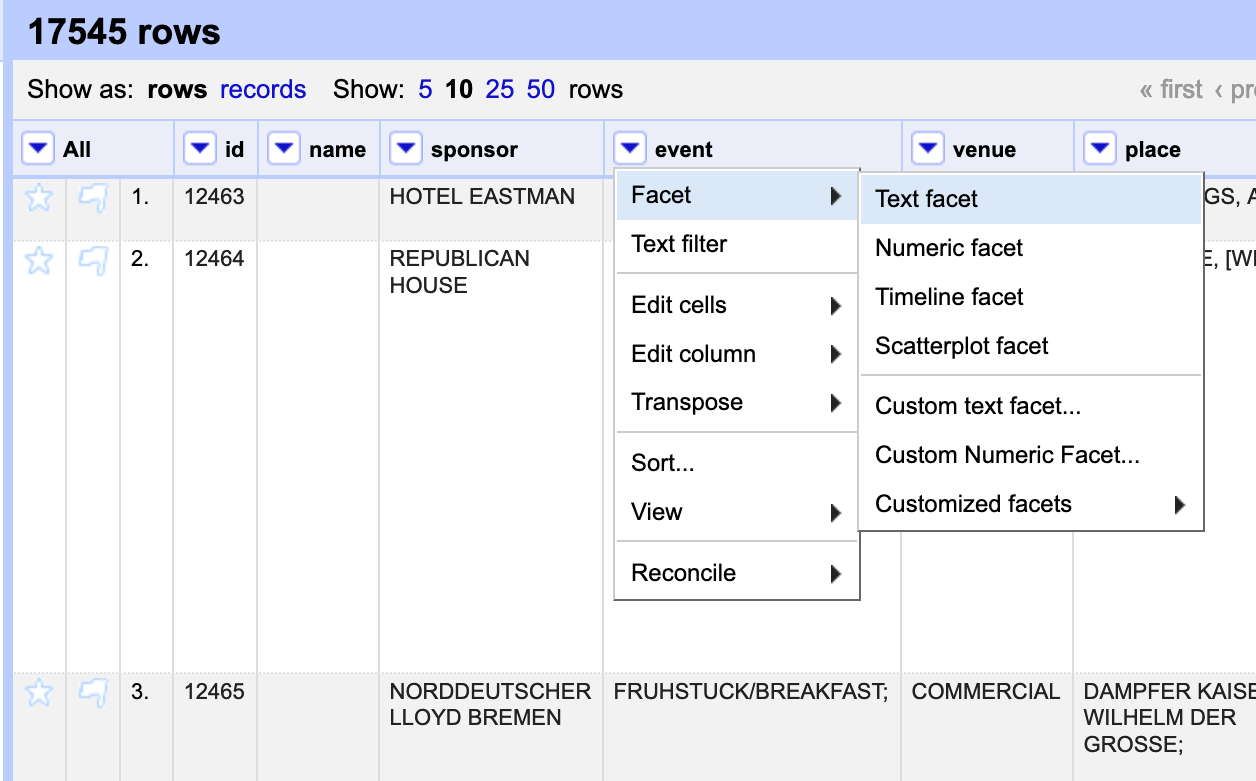 17545 rows
Show as: rows records Show: 5 10 25 50 rows « first ‹ pr
All id name sponsor event venue place
1. 12463 HOTEL EASTMAN
Facet
Text facet
GS, A
Text filter
Numeric facet
2. 12464 REPUBLICAN
HOUSE
E, [W
Edit cells
Timeline facet
Edit column
Scatterplot facet
Transpose
Custom text facet...
Sort...
Custom Numeric Facet...
View
Customized facets
Reconcile
3. 12465 NORDDEUTSCHER FRUHSTUCK/BREAKFAST; COMMERCIAL DAMPFER KAISE
LLOYD BREMEN WILHELM DER
GROSSE;